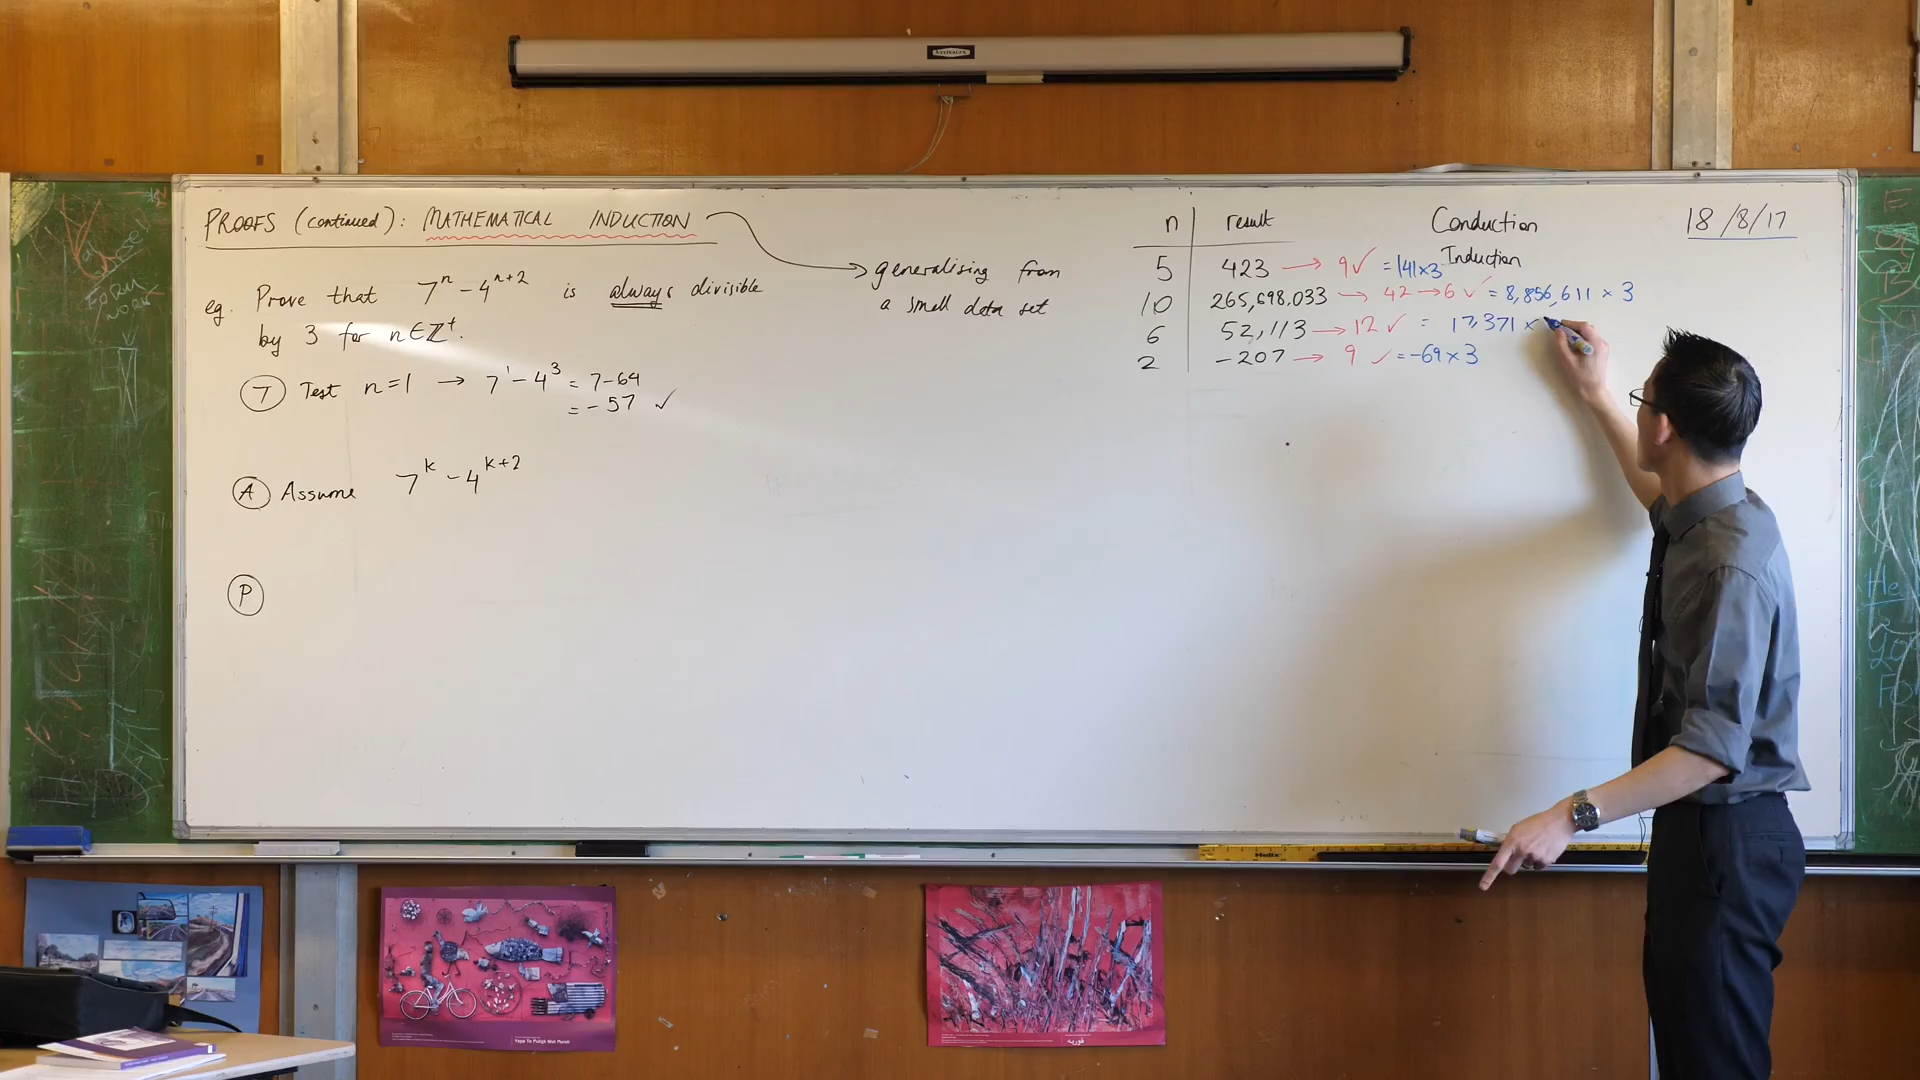 PROOFS (continued): MATHEMATICAL INDUCTION
eg. Prove that 7ⁿ - 4ⁿ⁺² is always divisible
by 3 for n∈ℤ⁺.
T Test n=1 → 7¹ - 4³ = 7-64
= -57 ✓
A Assume 7ᵏ - 4ᵏ⁺²
P
generalising from
a small data set
n result
5 423 → 9 ✓ = 141×3
10 265,698,033 → 42 → 6 ✓ = 8,856,611 × 3
6 52,113 → 12 ✓ = 17,371 ×
2 -207 → 9 ✓ = -69×3
Conduction
Induction
18/8/17
Helix